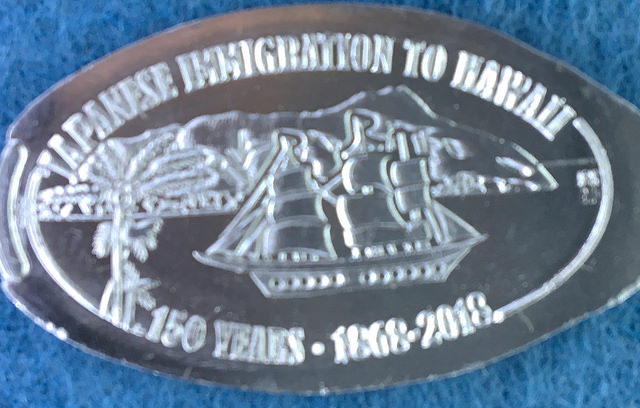 JAPANESE IMMIGRATION TO HAWAII
150 YEARS · 1868-2018